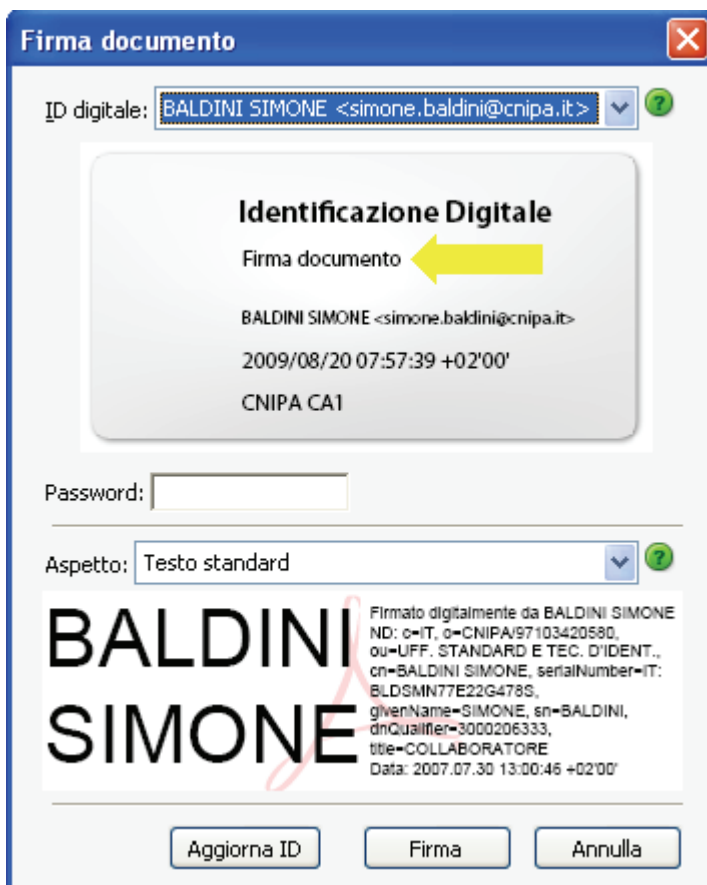 Firma documento
ID digitale: BALDINI SIMONE <simone.baldini@cnipa.it>
Identificazione Digitale
Firma documento
BALDINI SIMONE <simone.baldini@cnipa.it>
2009/08/20 07:57:39 +02'00'
CNIPA CA1
Password:
Aspetto: Testo standard
BALDINI
SIMONE
Firmato digitalmente da BALDINI SIMONE
ND: c=IT, o=CNIPA/97103420580,
ou=UFF. STANDARD E TEC. D'IDENT.,
cn=BALDINI SIMONE, serialNumber=IT:
BLDSMN77E22G478S,
givenName=SIMONE, sn=BALDINI,
dnQualifier=3000206333,
title=COLLABORATORE
Data: 2007.07.30 13:00:46 +02'00'
Aggiorna ID Firma Annulla